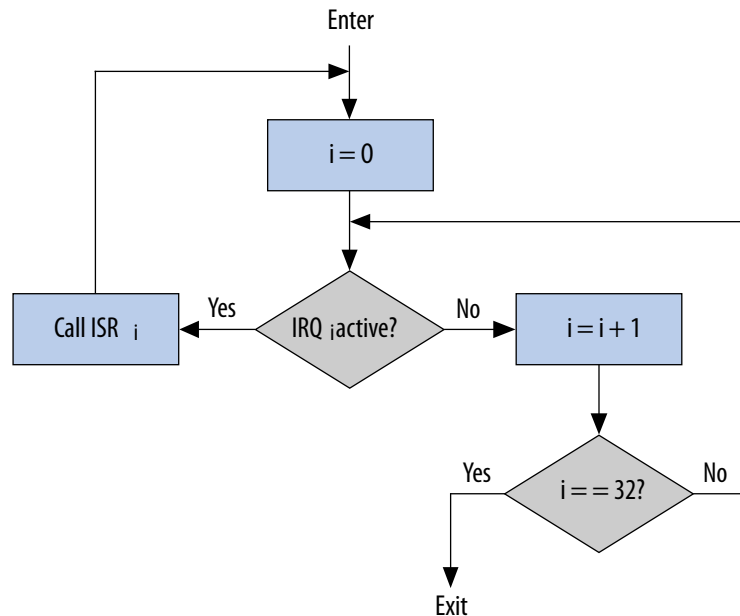 Enter
i = 0
Yes
No
Call ISR i
IRQ i active?
i = i + 1
Yes
No
i = = 32?
Exit